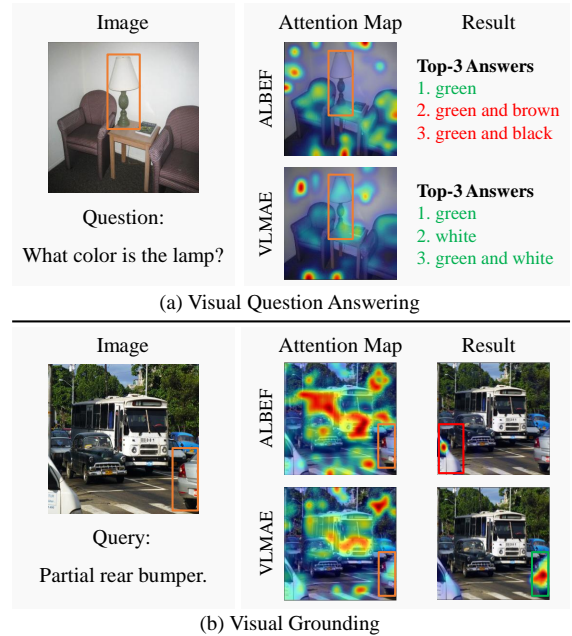 Image
Attention Map
Result
ALBEF
Top-3 Answers
1. green
2. green and brown
3. green and black
Question:
What color is the lamp?
VLMAE
Top-3 Answers
1. green
2. white
3. green and white
(a) Visual Question Answering
Image
Attention Map
Result
ALBEF
Query:
Partial rear bumper.
VLMAE
(b) Visual Grounding